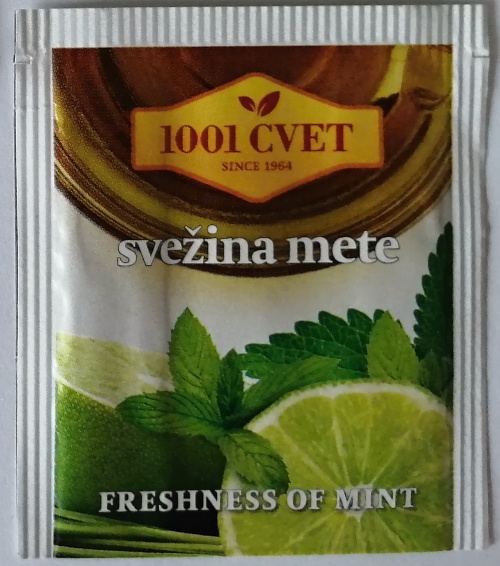 1001 CVET
SINCE 1964
svežina mete
FRESHNESS OF MINT